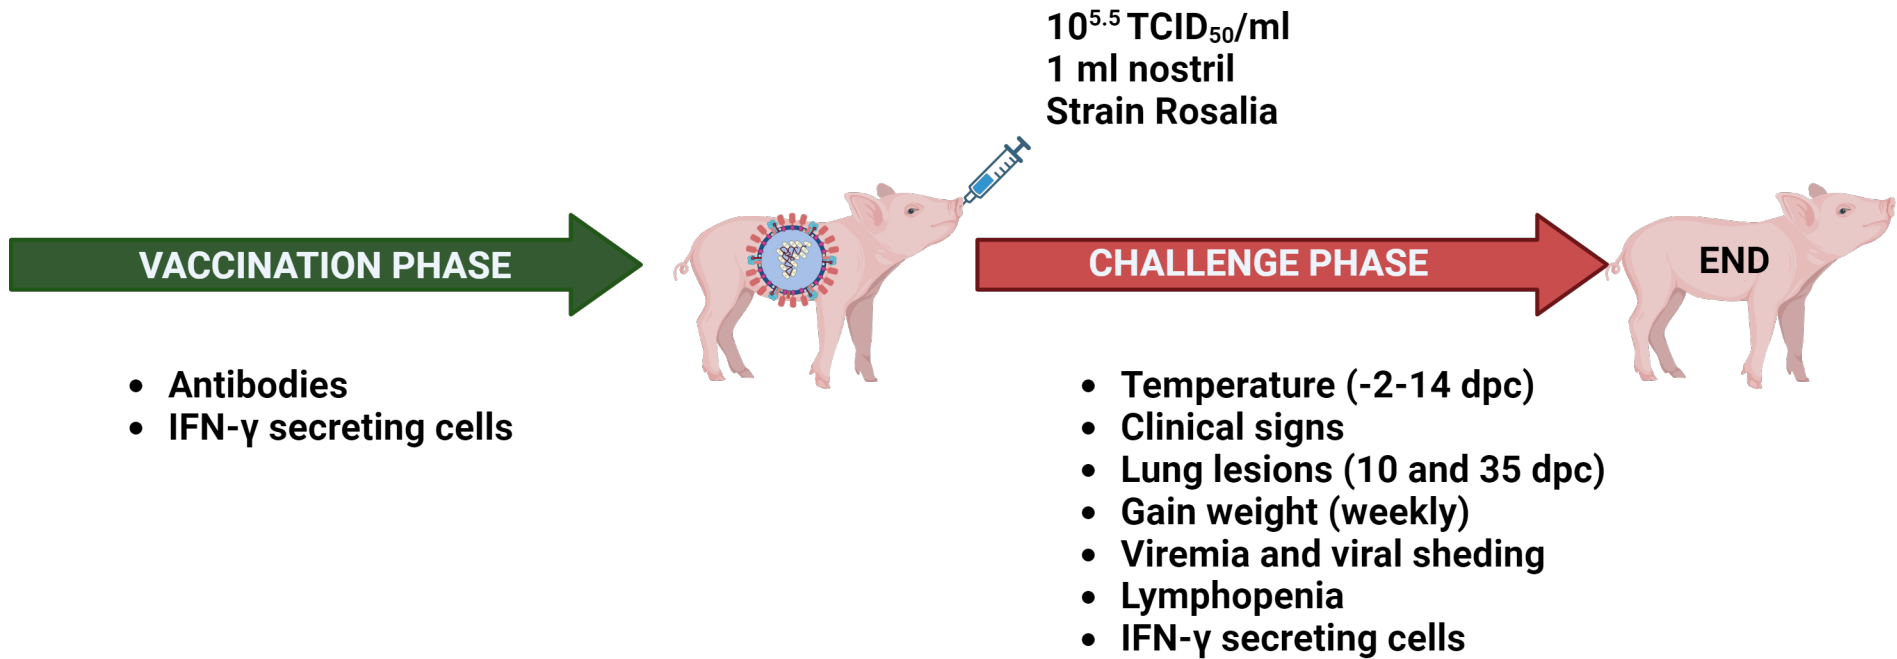 10^5.5 TCID₅₀/ml
1 ml nostril
Strain Rosalia
VACCINATION PHASE
CHALLENGE PHASE
END
• Antibodies
• IFN-γ secreting cells
• Temperature (-2-14 dpc)
• Clinical signs
• Lung lesions (10 and 35 dpc)
• Gain weight (weekly)
• Viremia and viral sheding
• Lymphopenia
• IFN-γ secreting cells